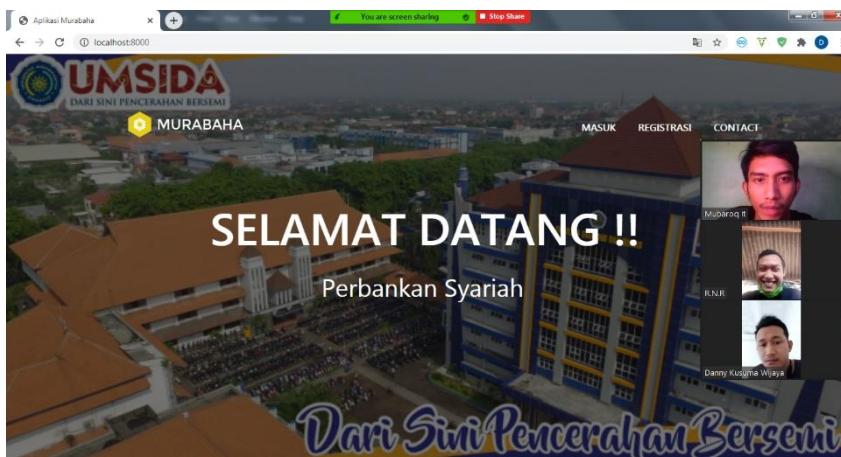 Aplikasi Murabaha
You are screen sharing
Stop Share
localhost:8000
UMSIDA
DARI SINI PENCERAHAN BERSEMI
MURABAHA
MASUK REGISTRASI CONTACT
SELAMAT DATANG !!
Perbankan Syariah
Mubaroq It
R.N.R
Danny Kusuma Wijaya
Dari Sini Pencerahan Bersemi
D